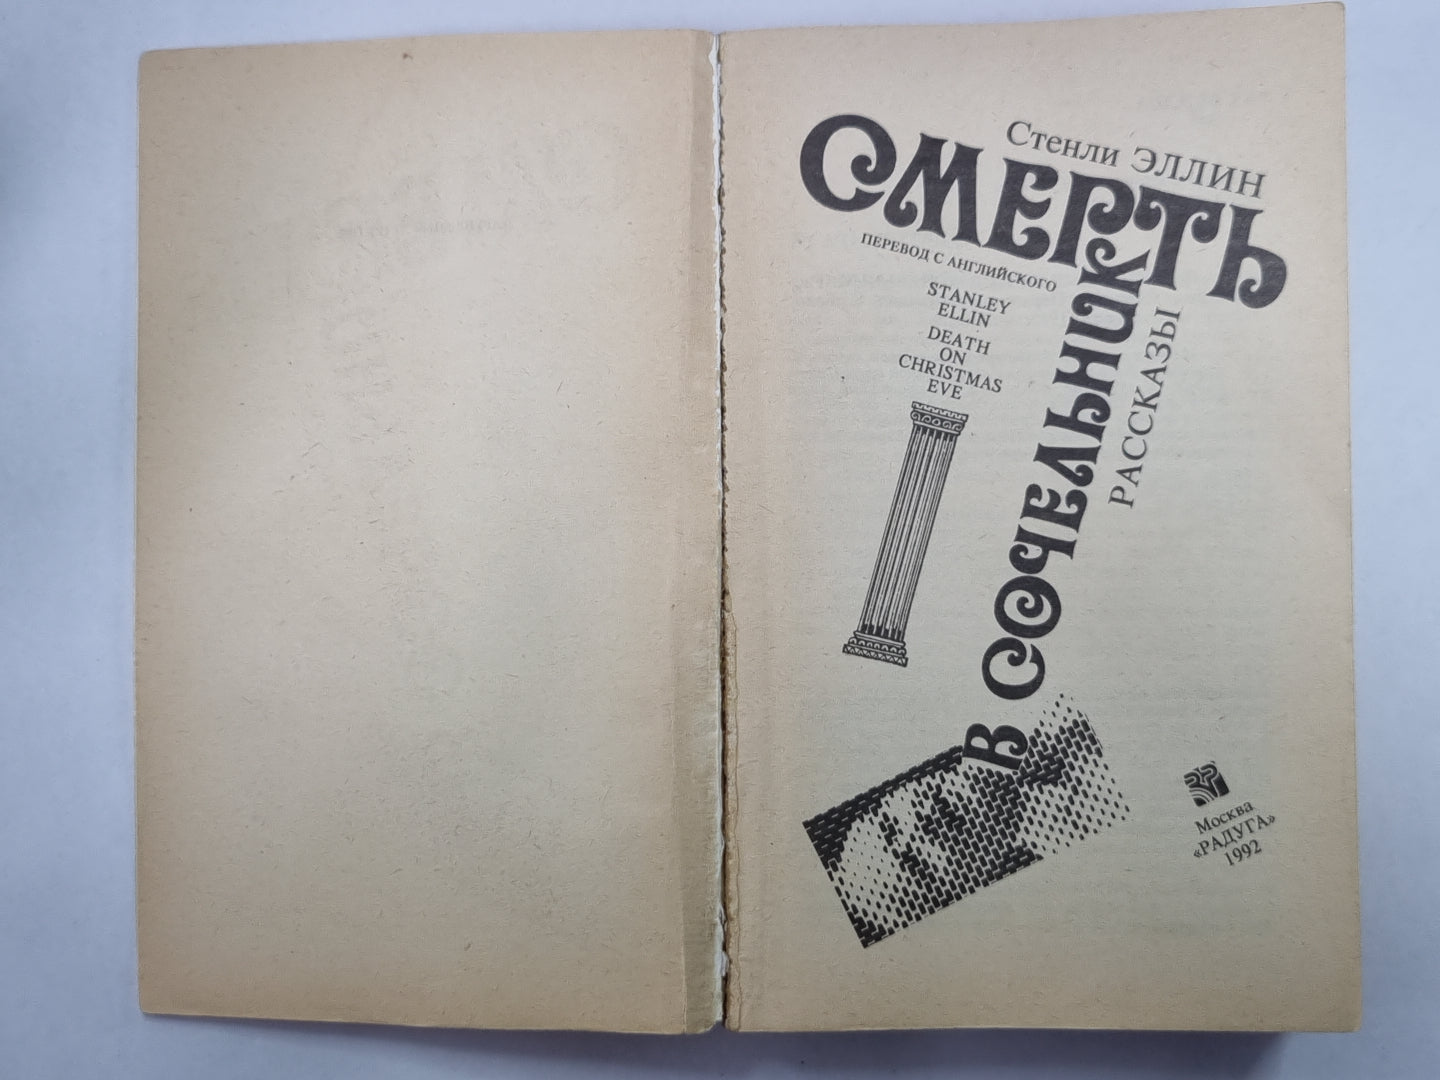 Стенли ЭЛЛИН
СМЕРТЬ
В СОЧЕЛЬНИК
РАССКАЗЫ
ПЕРЕВОД С АНГЛИЙСКОГО
STANLEY
ELLIN
DEATH
ON
CHRISTMAS
EVE
Москва
«РАДУГА»
1992